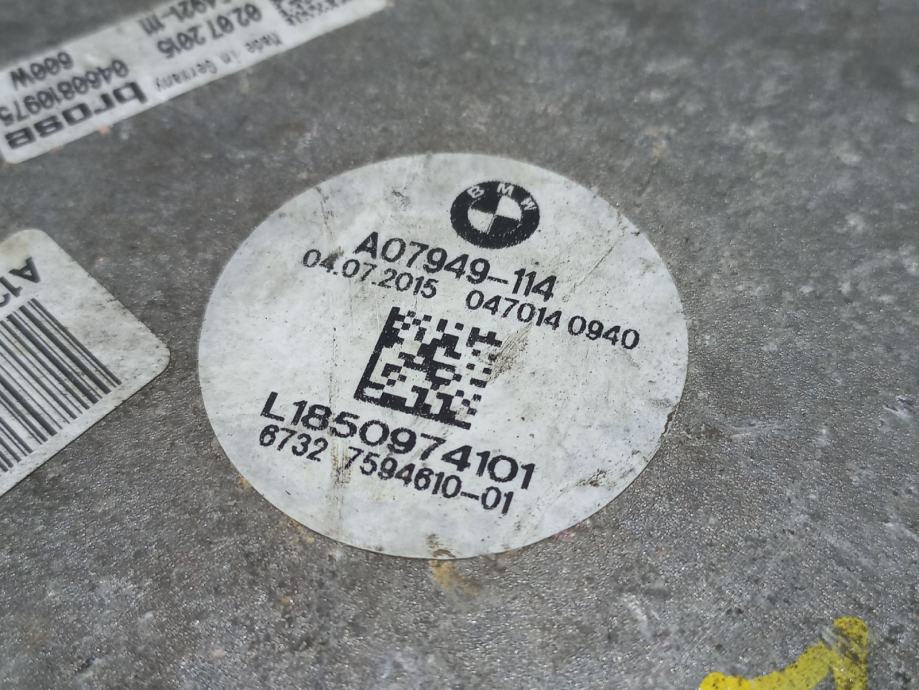 brose
0460810975
600W
Made in Germany
02.07.2015
BMW
A07949-114
04.07.2015 047014 0940
L1850974101
6732 7594610-01